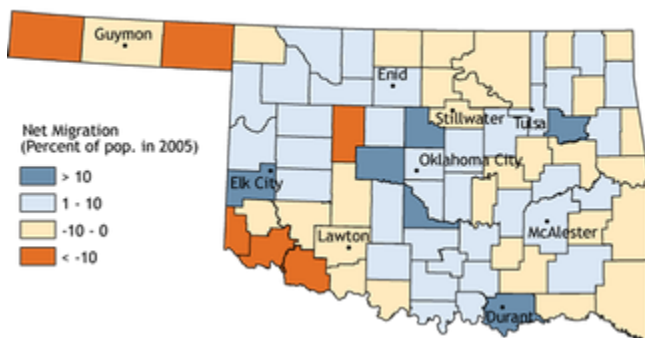 Guymon
Enid
Net Migration
(Percent of pop. in 2005)
Stillwater
Tulsa
> 10
Oklahoma City
Elk City
1 - 10
-10 - 0
McAlester
Lawton
< -10
Durant